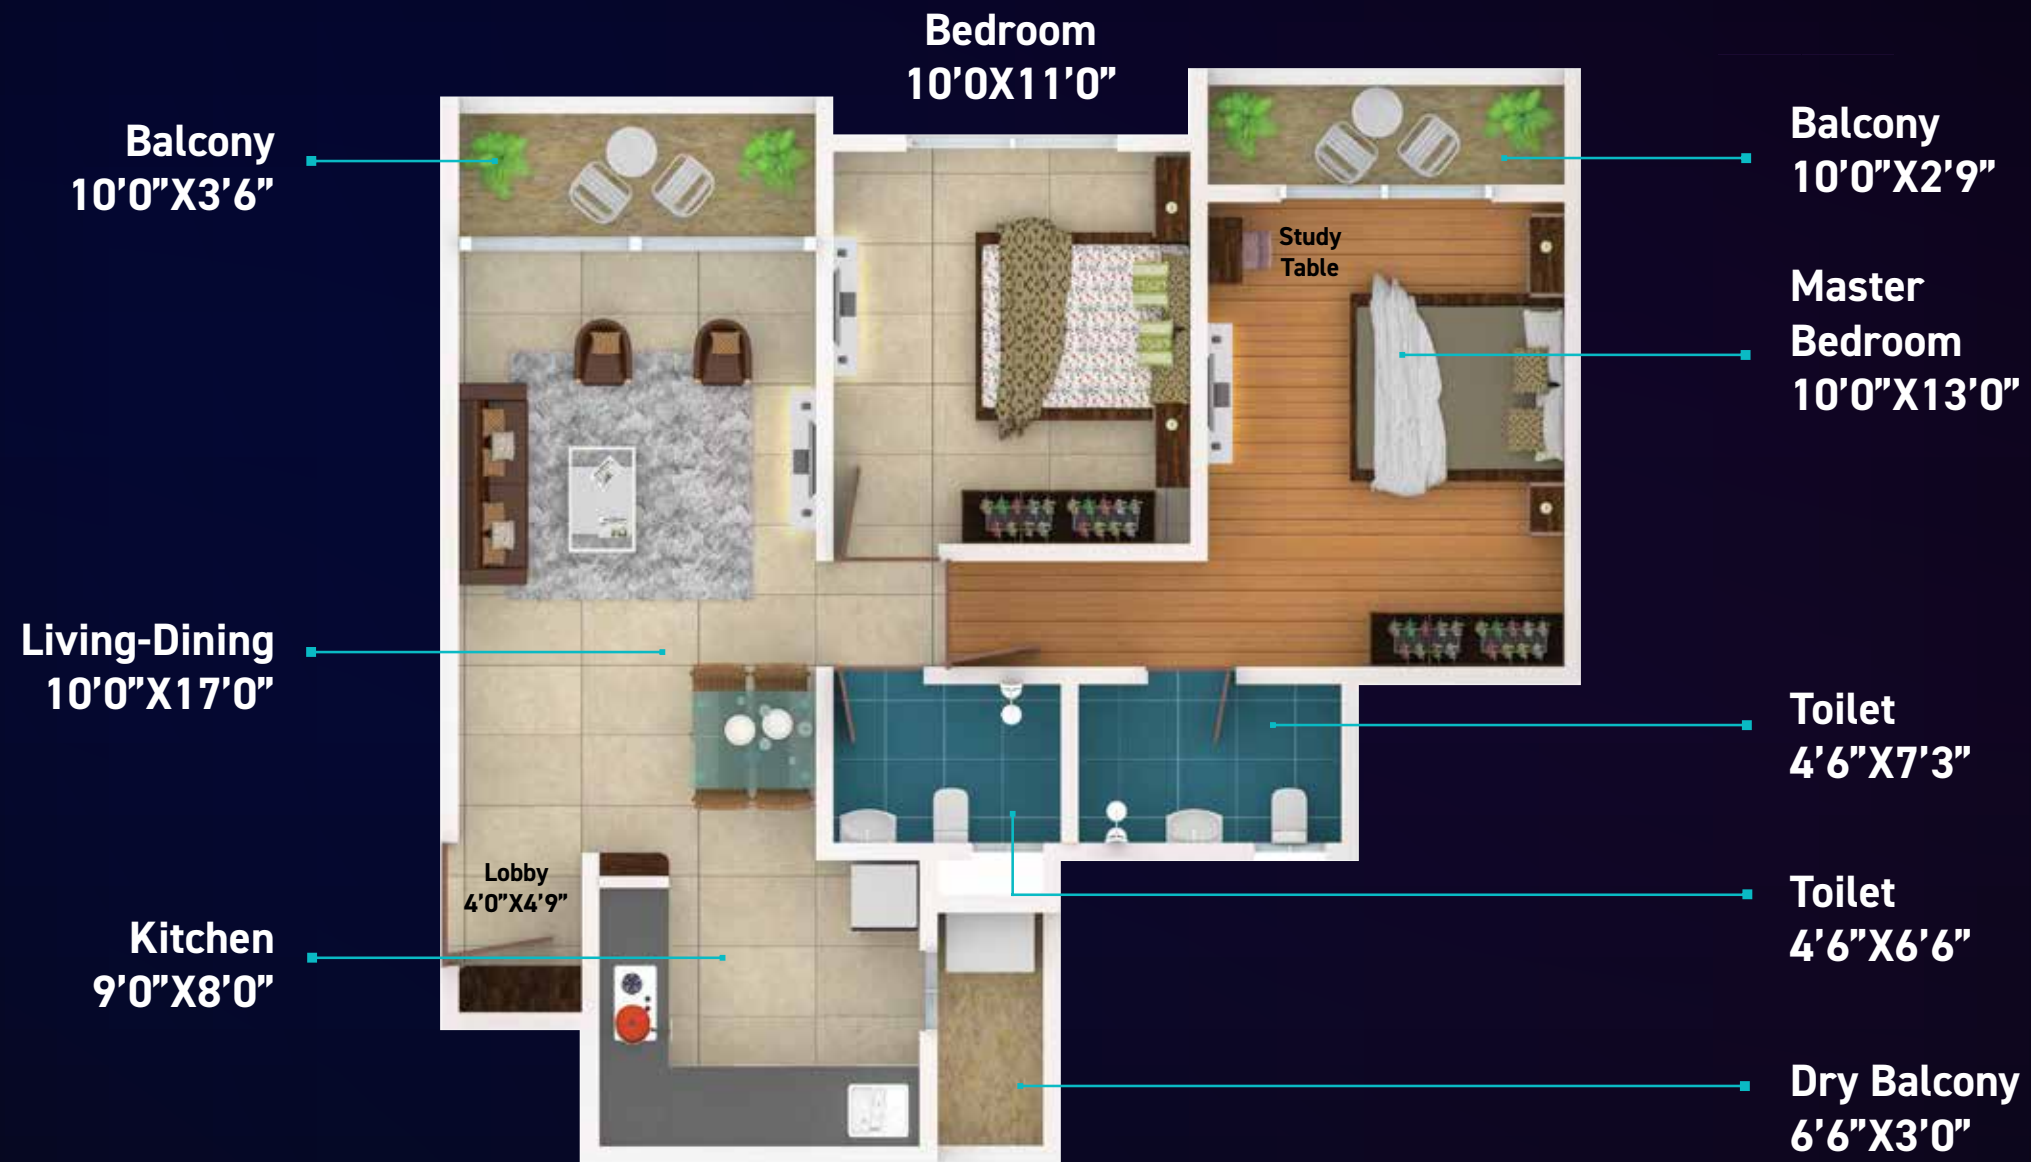 Bedroom
10'0X11'0”
Balcony
10'0”X3'6”
Balcony
10'0”X2'9”
Study
Table
Master
Bedroom
10'0”X13'0”
Living-Dining
10'0”X17'0”
Toilet
4'6”X7'3”
Lobby
4'0”X4'9”
Toilet
4'6”X6'6”
Kitchen
9'0”X8'0”
Dry Balcony
6'6”X3'0”